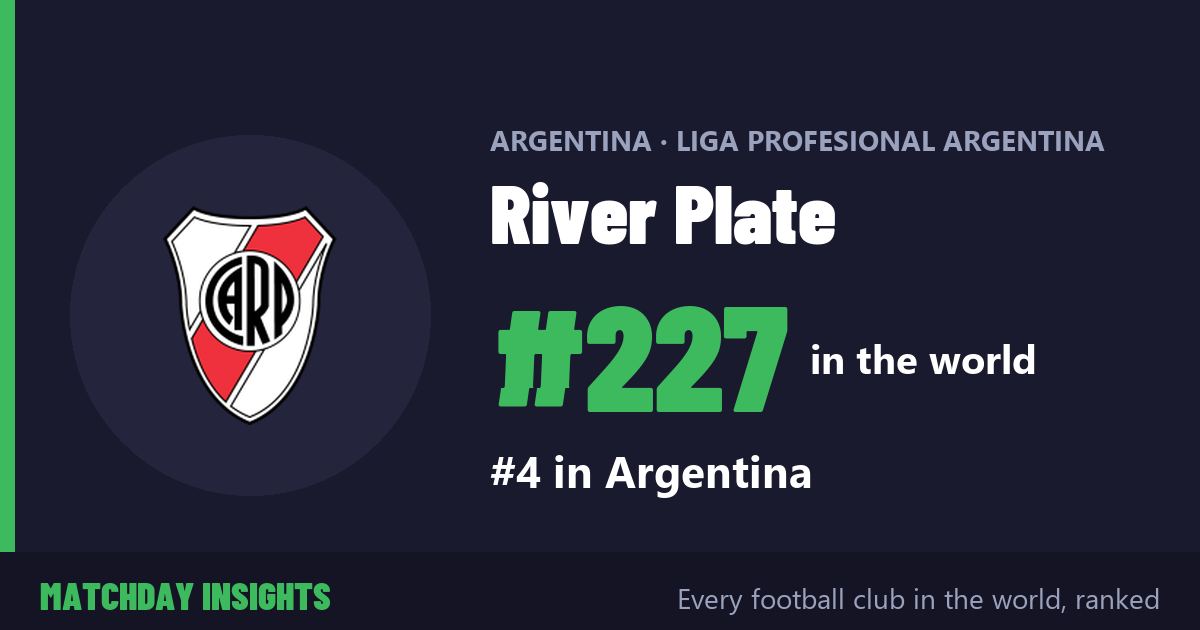 ARGENTINA · LIGA PROFESIONAL ARGENTINA
River Plate
CARP
#227 in the world
#4 in Argentina
MATCHDAY INSIGHTS
Every football club in the world, ranked